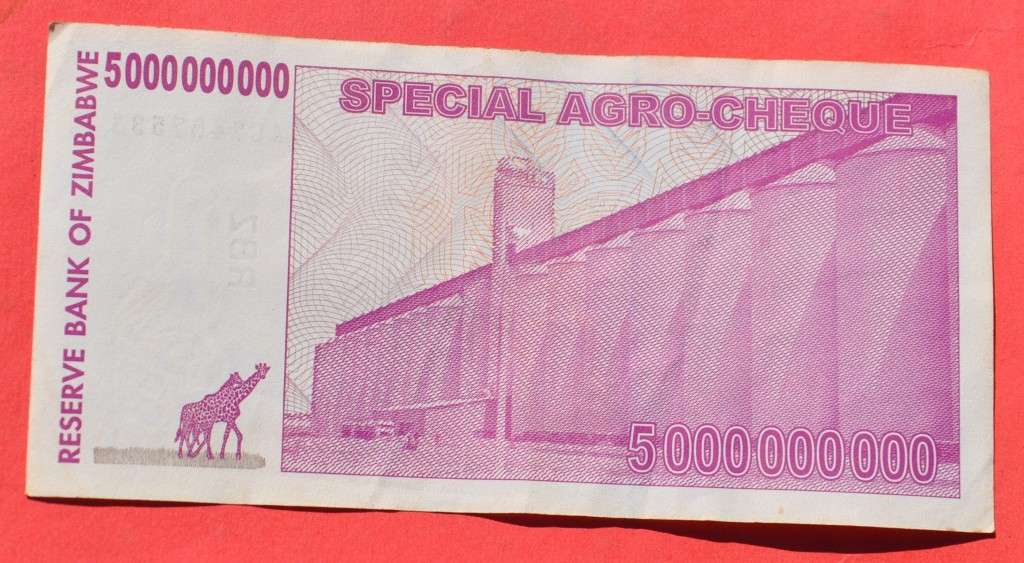 RESERVE BANK OF ZIMBABWE
5000000000
SPECIAL AGRO-CHEQUE
5000000000